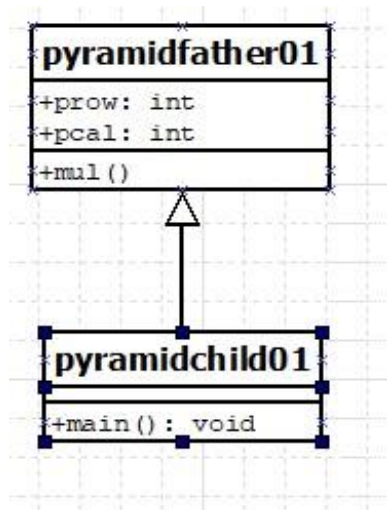 pyramidfather01
+prow: int
+pcal: int
+mul()
pyramidchild01
+main(): void